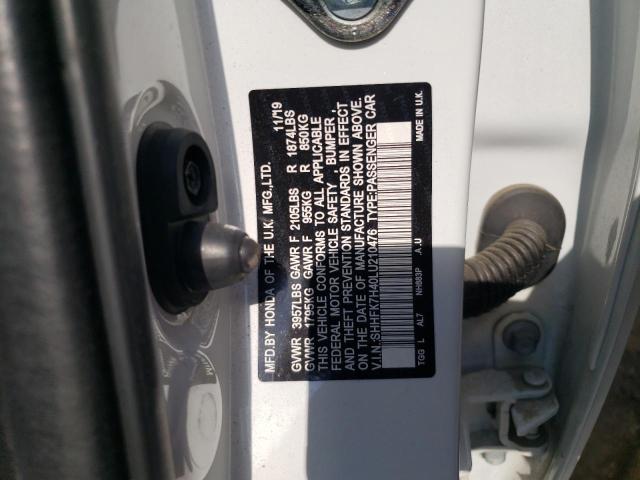 MFD.BY HONDA OF THE U.K. MFG.,LTD. 11/19
GVWR 3957LBS GAWR F 2105LBS R 1874LBS
GVWR 1795KG GAWR F 955KG R 850KG
THIS VEHICLE CONFORMS TO ALL APPLICABLE
FEDERAL MOTOR VEHICLE SAFETY , BUMPER ,
AND THEFT PREVENTION STANDARDS IN EFFECT
ON THE DATE OF MANUFACTURE SHOWN ABOVE.
V.I.N.:SHHFK7H40LU210476 TYPE:PASSENGER CAR
TGG L AL7 NH883P .A.U MADE IN U.K.